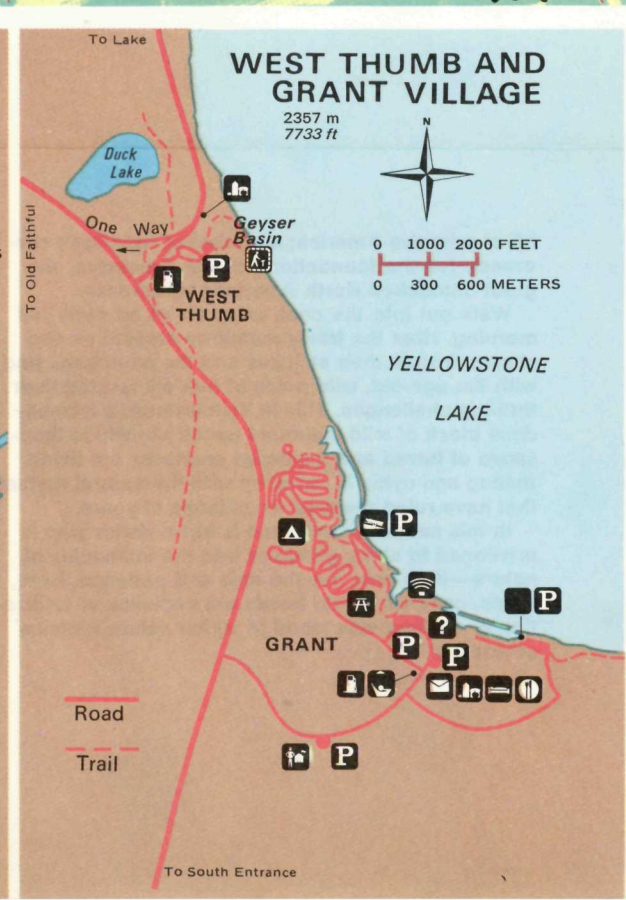 To Lake
WEST THUMB AND
GRANT VILLAGE
2357 m
7733 ft
N
Duck
Lake
To Old Faithful
One Way
Geyser
Basin
1000 2000 FEET
0 300 600 METERS
P
WEST
THUMB
YELLOWSTONE
LAKE
P
P
?
GRANT
P
P
Road
Trail
P
To South Entrance